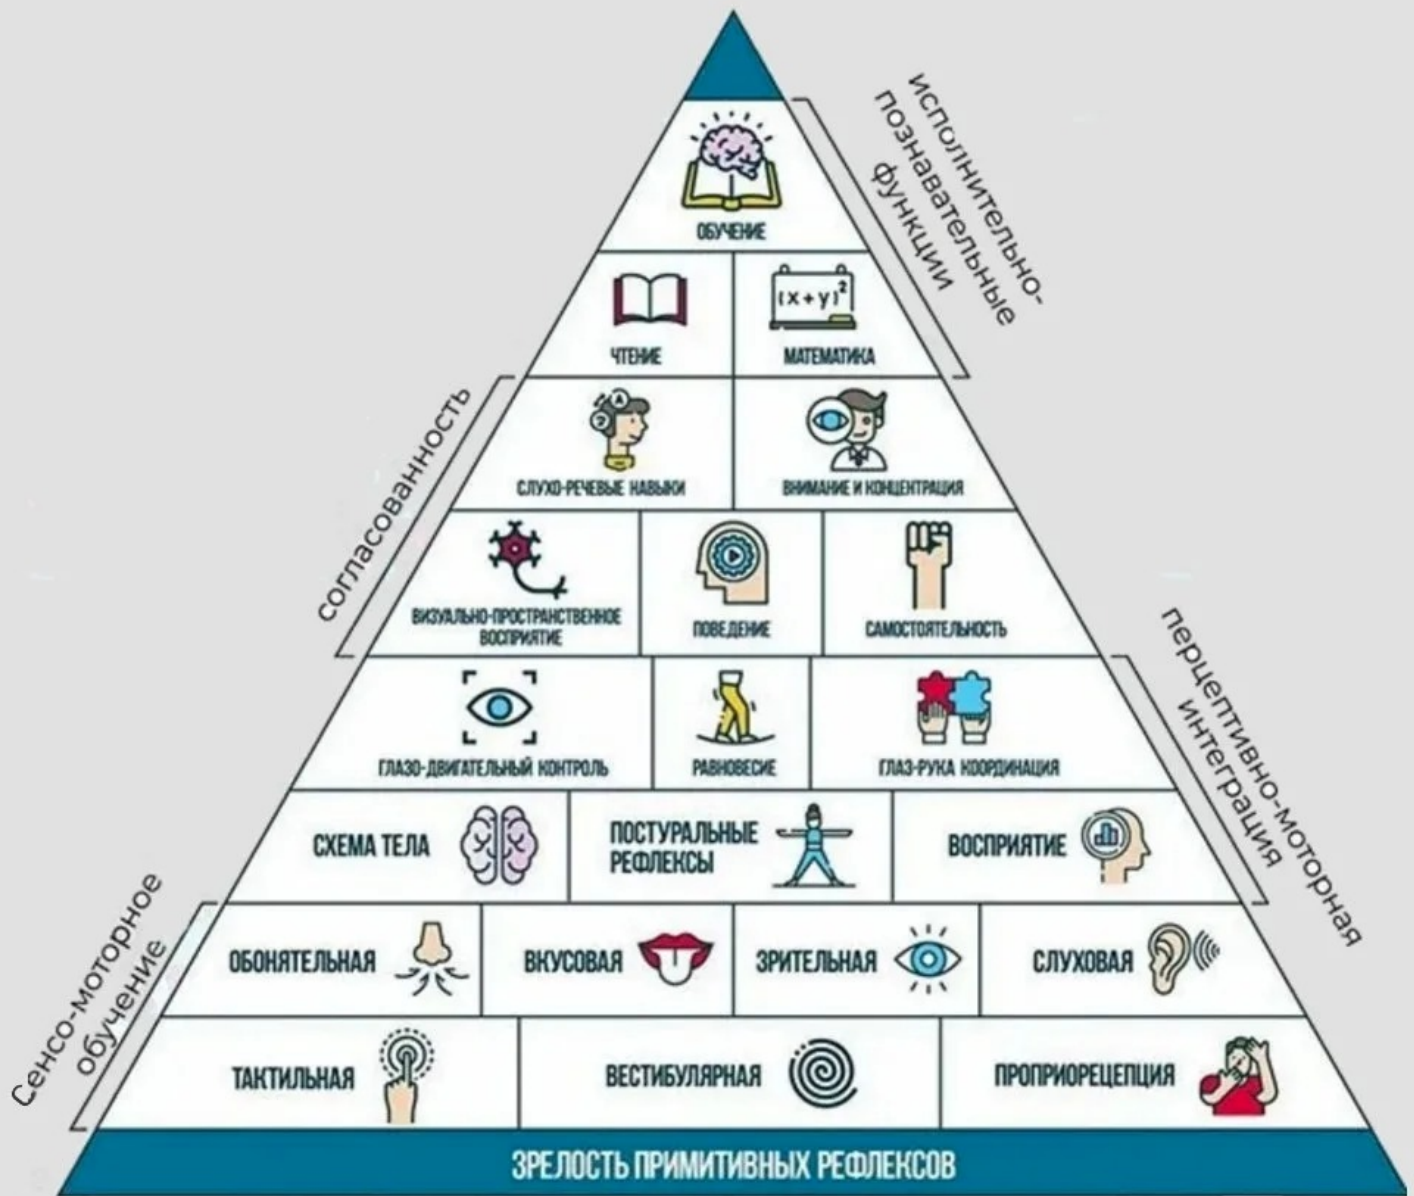 исполнительно-
познавательные
функции
ОБУЧЕНИЕ
(x+y)²
ЧТЕНИЕ
МАТЕМАТИКА
согласованность
A
СЛУХО-РЕЧЕВЫЕ НАВЫКИ
ВНИМАНИЕ И КОНЦЕНТРАЦИЯ
ВИЗУАЛЬНО-ПРОСТРАНСТВЕННОЕ
ВОСПРИЯТИЕ
ПОВЕДЕНИЕ
САМОСТОЯТЕЛЬНОСТЬ
перцептивно-моторная
интеграция
ГЛАЗО-ДВИГАТЕЛЬНЫЙ КОНТРОЛЬ
РАВНОВЕСИЕ
ГЛАЗ-РУКА КООРДИНАЦИЯ
СХЕМА ТЕЛА
ПОСТУРАЛЬНЫЕ
РЕФЛЕКСЫ
ВОСПРИЯТИЕ
Сенсо-моторное
обучение
ОБОНЯТЕЛЬНАЯ
ВКУСОВАЯ
ЗРИТЕЛЬНАЯ
СЛУХОВАЯ
ТАКТИЛЬНАЯ
ВЕСТИБУЛЯРНАЯ
ПРОПРИОРЕЦЕПЦИЯ
ЗРЕЛОСТЬ ПРИМИТИВНЫХ РЕФЛЕКСОВ